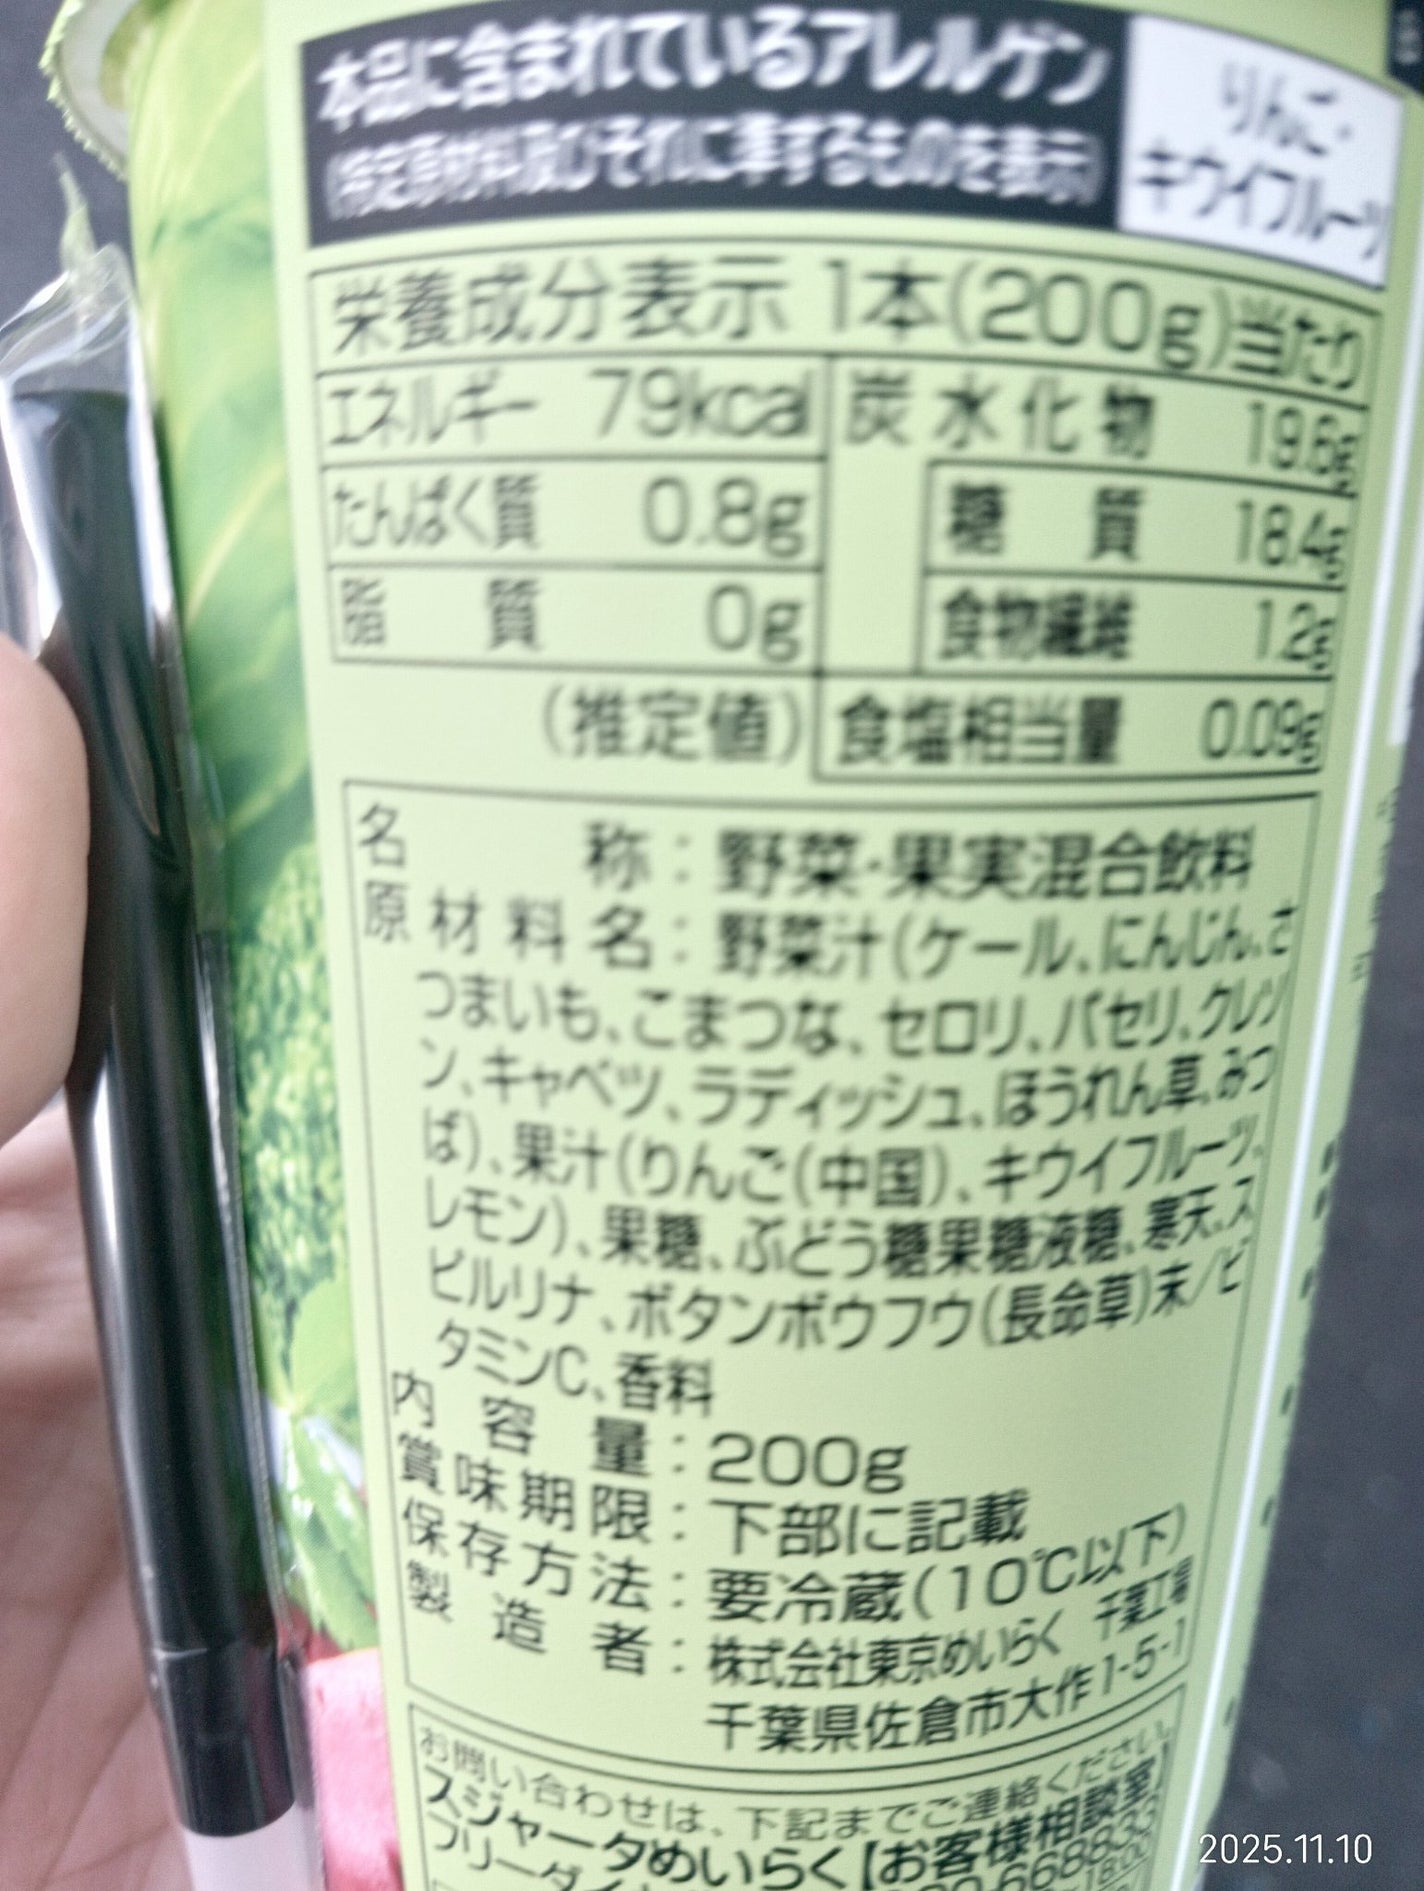 本品に含まれているアレルゲン
(特定原材料及びそれに準ずるものを表示)
りんご・
キウイフルーツ
栄養成分表示 1本(200g)当たり
エネルギー 79kcal 炭水化物 19.6g
たんぱく質 0.8g 糖質 18.4g
脂質 0g 食物繊維 1.2g
(推定値) 食塩相当量 0.09g
名称:野菜・果実混合飲料
原材料名:野菜汁(ケール、にんじん、さ
つまいも、こまつな、セロリ、パセリ、クレソ
ン、キャベツ、ラディッシュ、ほうれん草、みつ
ば)、果汁(りんご(中国)、キウイフルーツ、
レモン)、果糖、ぶどう糖果糖液糖、寒天、ス
ピルリナ、ボタンボウフウ(長命草)末/ビ
タミンC、香料
内容量:200g
賞味期限:下部に記載
保存方法:要冷蔵(10℃以下)
製造者:株式会社東京めいらく 千葉工場
千葉県佐倉市大作1-5-1
お問い合わせは、下記までご連絡ください。
スジャータめいらく【お客様相談室】
フリーダイ
668833
18:00
2025.11.10